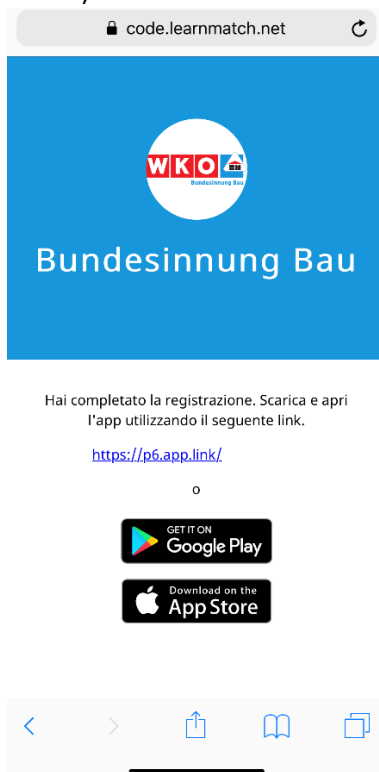 code.learnmatch.net
WKO
Bundesinnung Bau
Bundesinnung Bau
Hai completato la registrazione. Scarica e apri
l'app utilizzando il seguente link.
https://p6.app.link/
o
GET IT ON
Google Play
Download on the
App Store